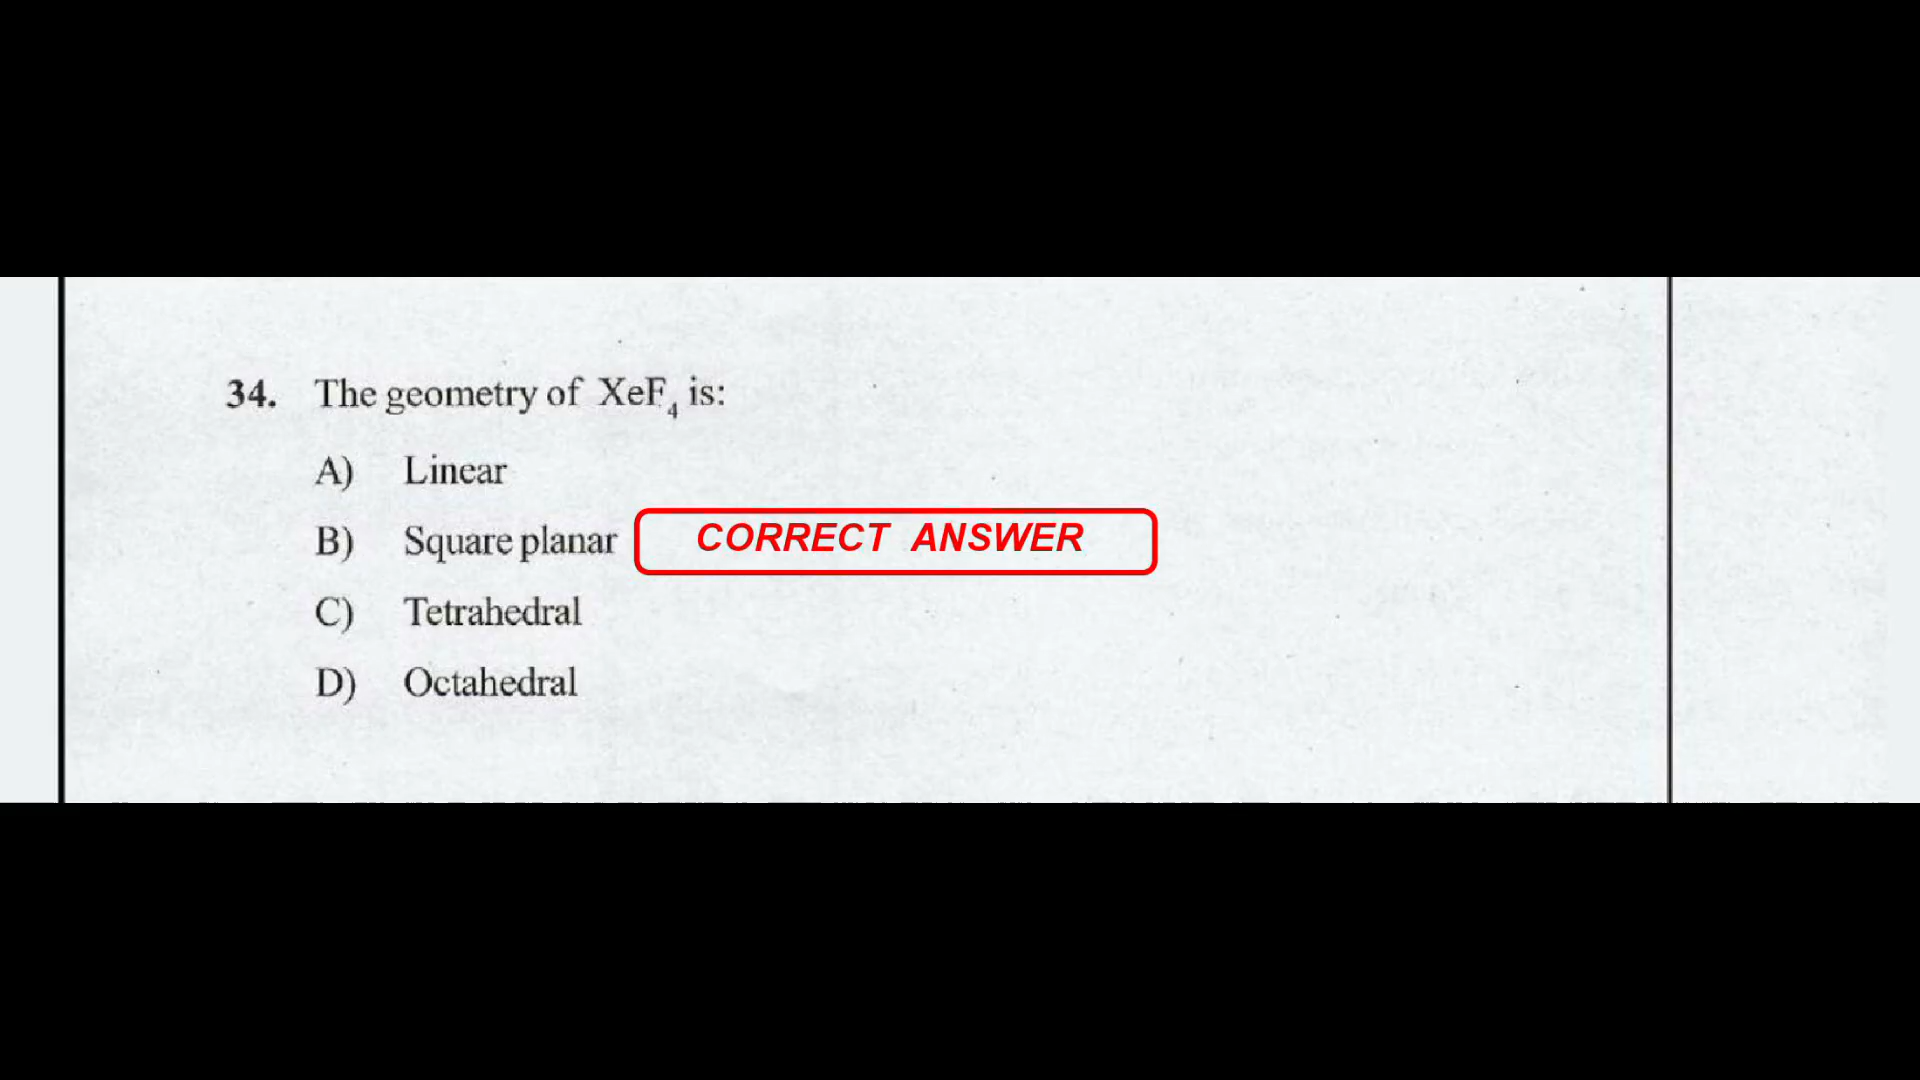 34. The geometry of XeF₄ is:
A) Linear
B) Square planar CORRECT ANSWER
C) Tetrahedral
D) Octahedral